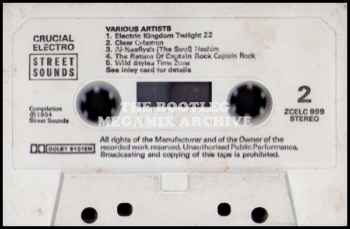 CRUCIAL
ELECTRO
STREET
SOUNDS
VARIOUS ARTISTS
1. Electric Kingdom Twilight 22
2. Clear Cybotron
3. Al-Naafiysh (The Soul) Hashim
4. The Return Of Captain Rock Captain Rock
5. Wild Styles Time Zone
See inlay card for details
Compilation
℗1984
Street Sounds
THE BOOTLEG
MEGAMIX ARCHIVE
2
ZCELC 999
STEREO
DOLBY SYSTEM
All rights of the Manufacturer and of the Owner of the
recorded work reserved. Unauthorised Public Performance,
Broadcasting and copying of this tape is prohibited.